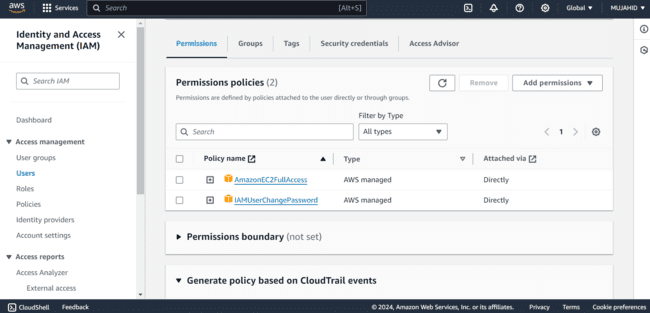 aws
Services
Search
[Alt+S]
Global
MUJAHID
Identity and Access
Management (IAM)
Search IAM
Dashboard
Access management
User groups
Users
Roles
Policies
Identity providers
Account settings
Access reports
Access Analyzer
External access
Permissions
Groups
Tags
Security credentials
Access Advisor
Permissions policies (2)
Remove
Add permissions
Permissions are defined by policies attached to the user directly or through groups.
Filter by Type
Search
All types
1
Policy name
Type
Attached via
AmazonEC2FullAccess
AWS managed
Directly
IAMUserChangePassword
AWS managed
Directly
Permissions boundary (not set)
Generate policy based on CloudTrail events
CloudShell
Feedback
© 2024, Amazon Web Services, Inc. or its affiliates.
Privacy
Terms
Cookie preferences